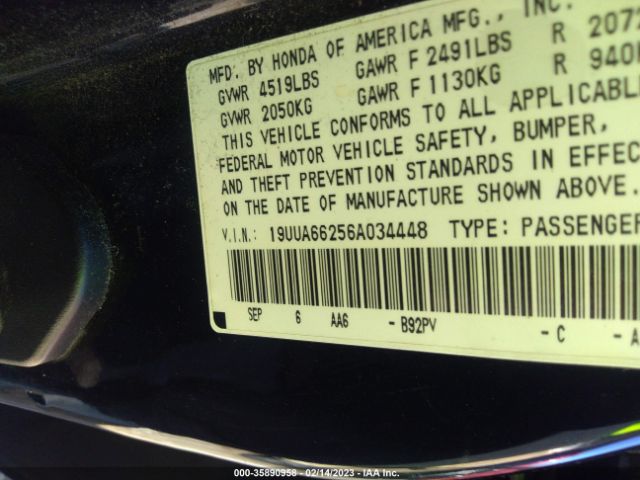 MFD. BY HONDA OF AMERICA MFG., INC.
GVWR 4519LBS GAWR F 2491LBS R 207
GVWR 2050KG GAWR F 1130KG R 940
THIS VEHICLE CONFORMS TO ALL APPLICABLE
FEDERAL MOTOR VEHICLE SAFETY, BUMPER,
AND THEFT PREVENTION STANDARDS IN EFFEC
ON THE DATE OF MANUFACTURE SHOWN ABOVE.
V.I.N.: 19UUA66256A034448 TYPE: PASSENGER
SEP 6 AA6 - B92PV - C - A
000-35890958 - 02/14/2023 - IAA Inc.